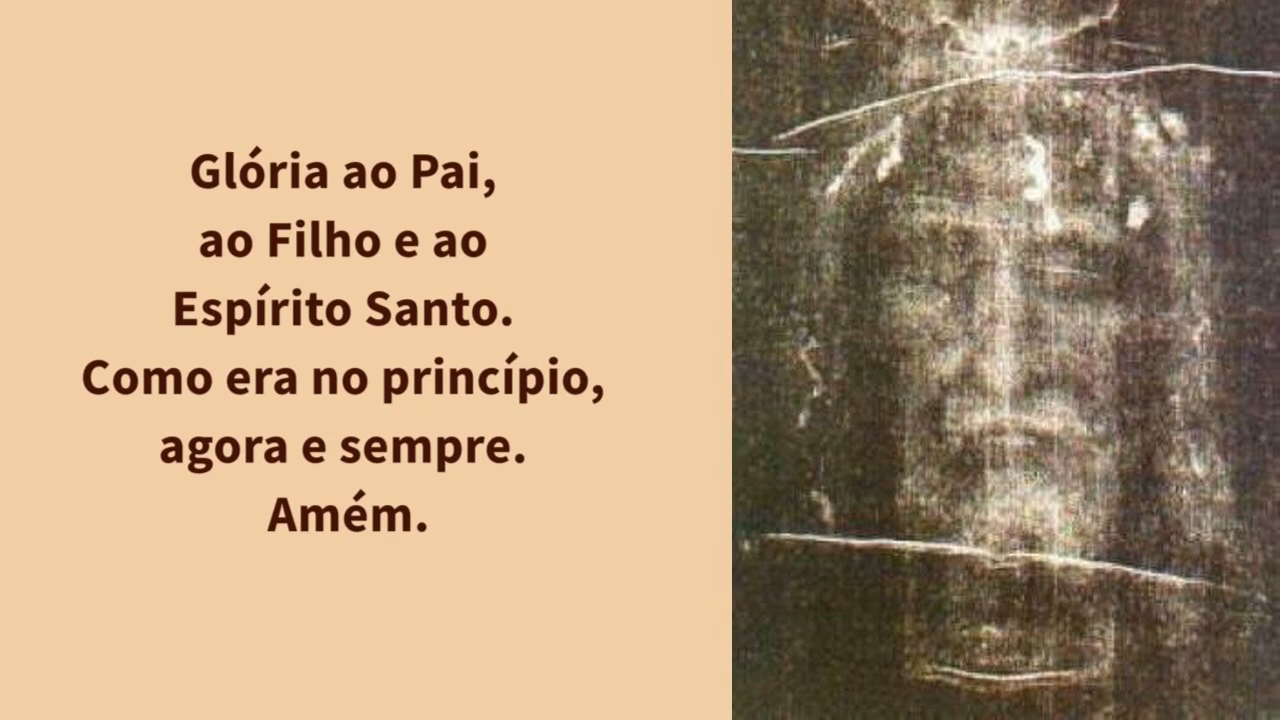 Glória ao Pai,
ao Filho e ao
Espírito Santo.
Como era no princípio,
agora e sempre.
Amém.